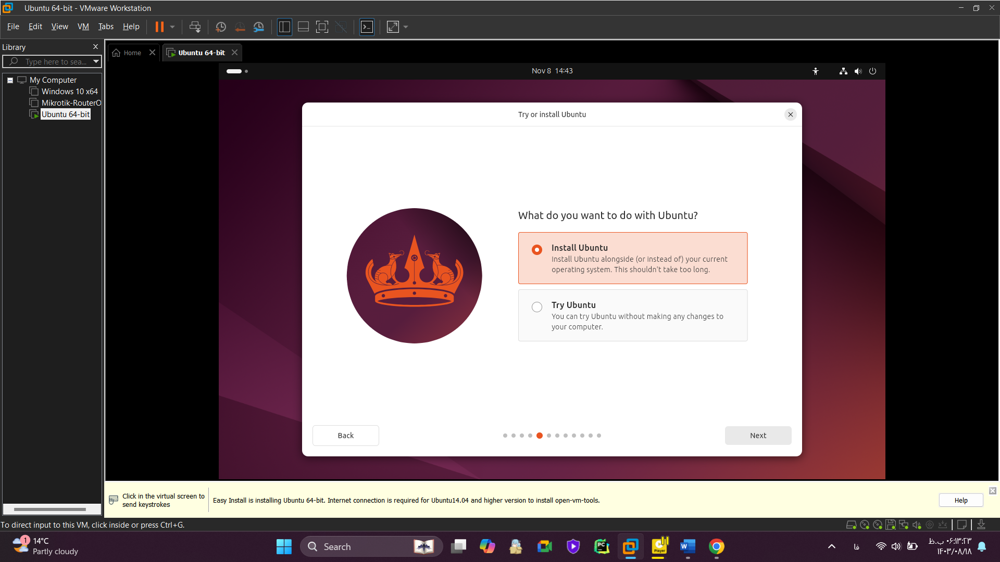 Ubuntu 64-bit - VMware Workstation
File Edit View VM Tabs Help
Library
Type here to sea...
My Computer
Windows 10 x64
Mikrotik-RouterO
Ubuntu 64-bit
Home
Ubuntu 64-bit
Nov 8 14:43
Try or install Ubuntu
What do you want to do with Ubuntu?
Install Ubuntu
Install Ubuntu alongside (or instead of) your current
operating system. This shouldn't take too long.
Try Ubuntu
You can try Ubuntu without making any changes to
your computer.
Back
Next
Click in the virtual screen to
send keystrokes
Easy Install is installing Ubuntu 64-bit. Internet connection is required for Ubuntu14.04 and higher version to install open-vm-tools.
Help
To direct input to this VM, click inside or press Ctrl+G.
1
14°C
Partly cloudy
Search
PC
Player
W
فا
۰۶:۱۳:۲۳ ب.ظ
۱۴۰۳/۰۸/۱۸